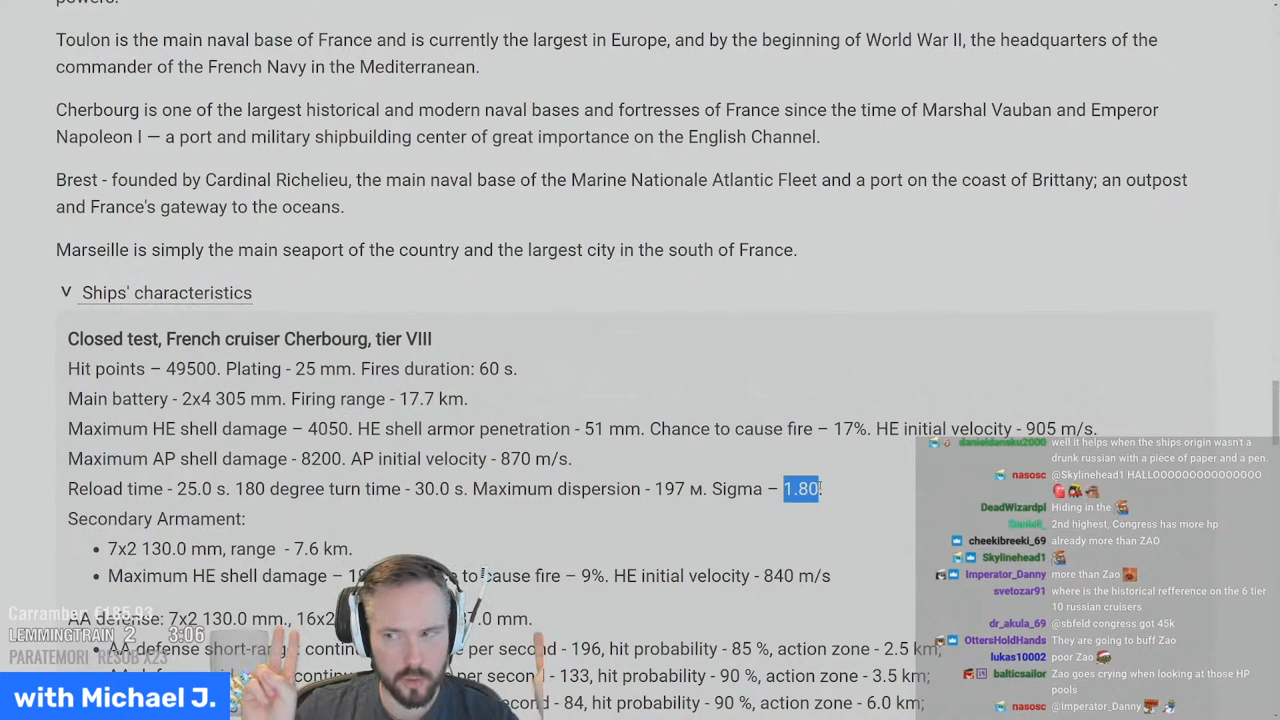 powers.
Toulon is the main naval base of France and is currently the largest in Europe, and by the beginning of World War II, the headquarters of the
commander of the French Navy in the Mediterranean.
Cherbourg is one of the largest historical and modern naval bases and fortresses of France since the time of Marshal Vauban and Emperor
Napoleon I — a port and military shipbuilding center of great importance on the English Channel.
Brest - founded by Cardinal Richelieu, the main naval base of the Marine Nationale Atlantic Fleet and a port on the coast of Brittany; an outpost
and France's gateway to the oceans.
Marseille is simply the main seaport of the country and the largest city in the south of France.
Ships' characteristics
Closed test, French cruiser Cherbourg, tier VIII
Hit points – 49500. Plating - 25 mm. Fires duration: 60 s.
Main battery - 2x4 305 mm. Firing range - 17.7 km.
Maximum HE shell damage – 4050. HE shell armor penetration - 51 mm. Chance to cause fire – 17%. HE initial velocity - 905 m/s.
Maximum AP shell damage - 8200. AP initial velocity - 870 m/s.
Reload time - 25.0 s. 180 degree turn time - 30.0 s. Maximum dispersion - 197 м. Sigma – 1.80.
Secondary Armament:
• 7x2 130.0 mm, range - 7.6 km.
• Maximum HE shell damage – to cause fire – 9%. HE initial velocity - 840 m/s
AA defense: 7x2 130.0 mm., 16x2 mm.
AA defense short-range: per second - 196, hit probability - 85 %, action zone - 2.5 km;
per second - 133, hit probability - 90 %, action zone - 3.5 km;
second - 84, hit probability - 90 %, action zone - 6.0 km;
danieldansku2000 well it helps when the ships origin wasn't a
drunk russian with a piece of paper and a pen.
nasosc @Skylinehead1 HALLOOOOOOOOOOOOOOO
DeadWizardpl Hiding in the
2nd highest, Congress has more hp
cheekibreeki_69 already more than ZAO
Skylinehead1
Imperator_Danny more than Zao
svetozar91 where is the historical refference on the 6 tier
10 russian cruisers
dr_akula_69 @sbfeld congress got 45k
OttersHoldHands They are going to buff Zao
lukas10002 poor Zao
balticsailor Zao goes crying when looking at those HP
pools
nasosc @Imperator_Danny
Carramber £185.93
LEMMINGTRAIN 2 3:06
PARATEMORI RESUB X23
with Michael J.